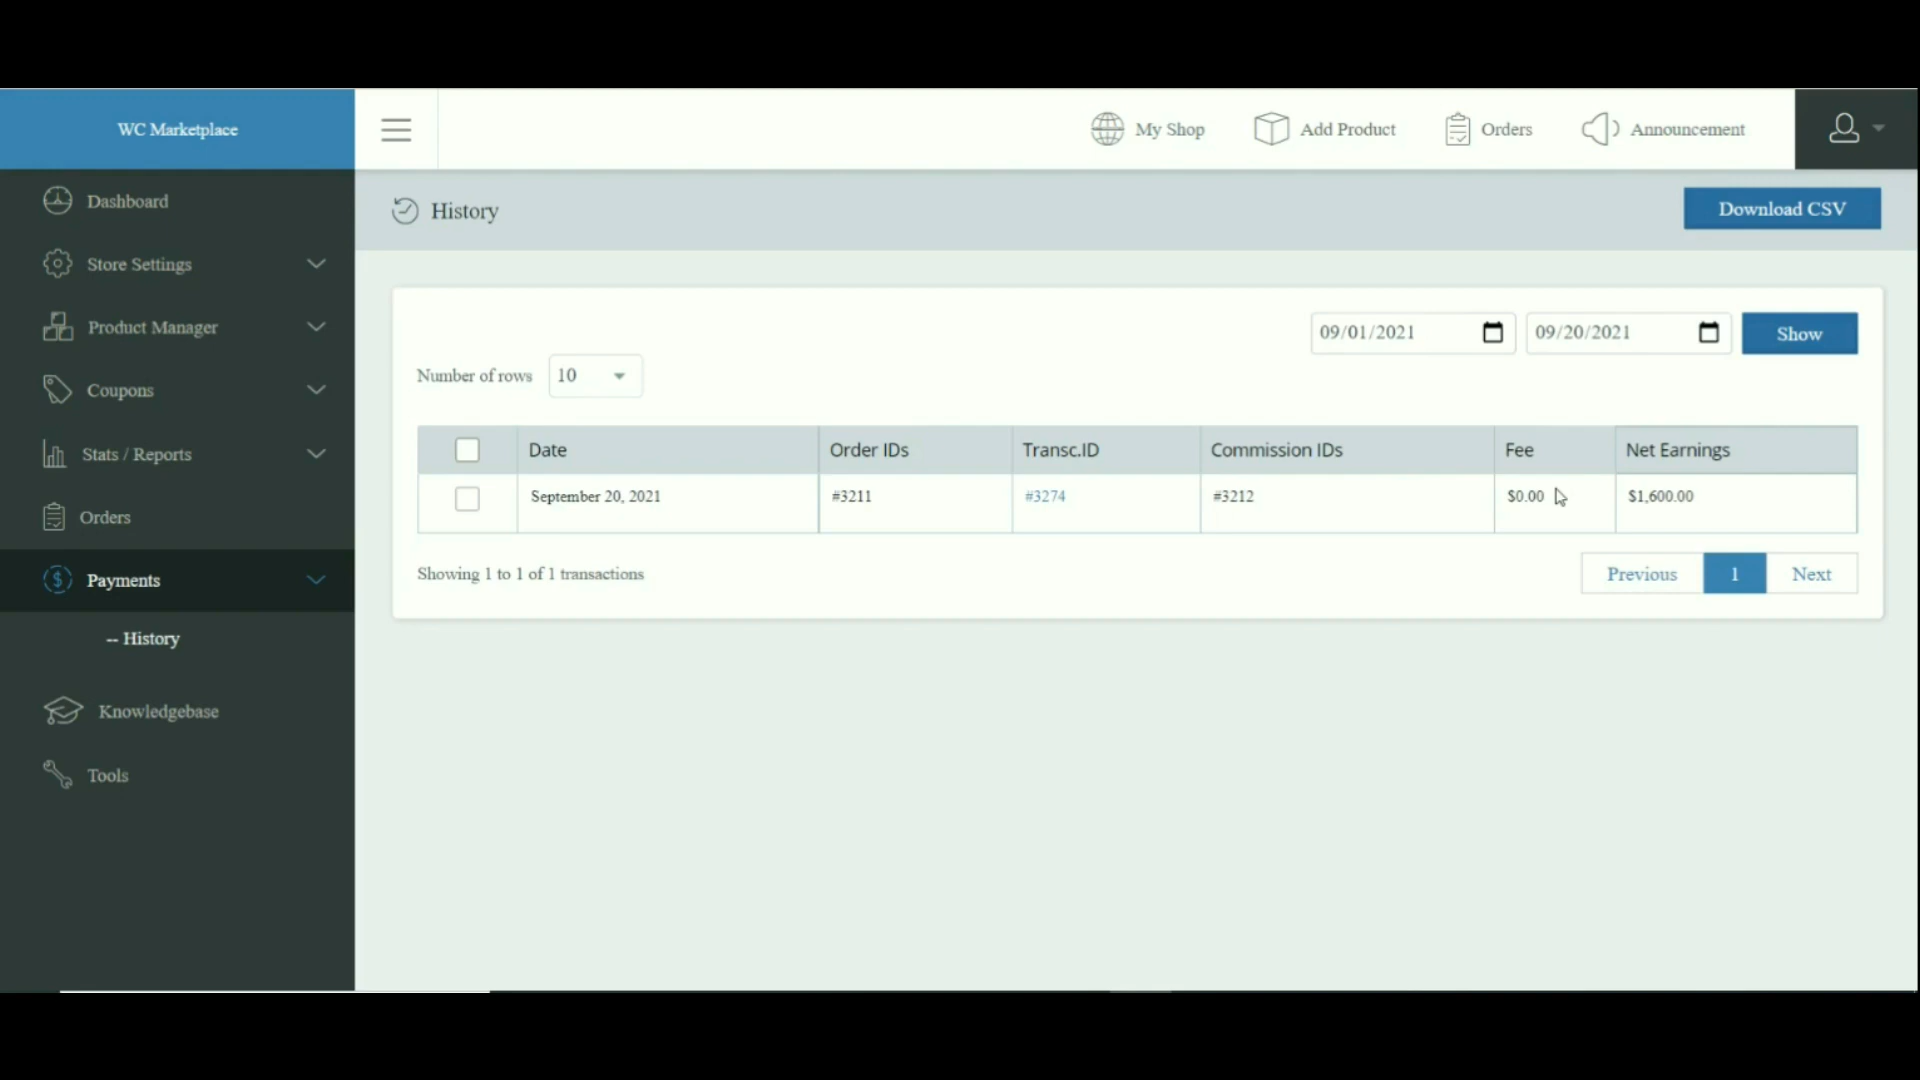 WC Marketplace
My Shop
Add Product
Orders
Announcement
Dashboard
Store Settings
Product Manager
Coupons
Stats / Reports
Orders
Payments
-- History
Knowledgebase
Tools
History
Download CSV
09/01/2021
09/20/2021
Show
Number of rows 10
Date Order IDs Transc.ID Commission IDs Fee Net Earnings
September 20, 2021 #3211 #3274 #3212 $0.00 $1,600.00
Showing 1 to 1 of 1 transactions
Previous 1 Next